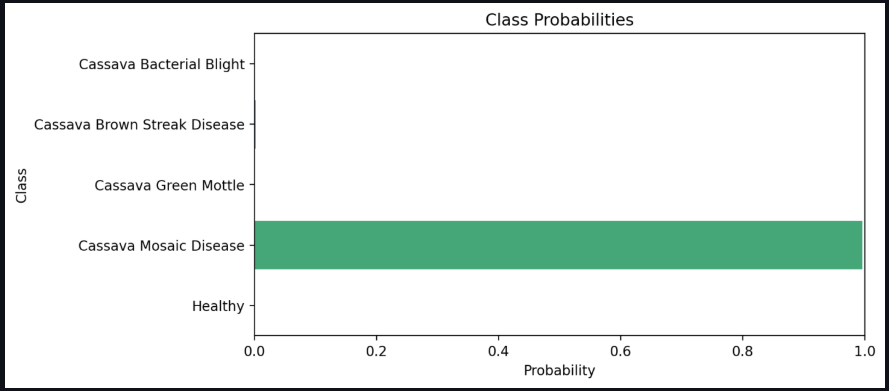 Class Probabilities
Cassava Bacterial Blight
Cassava Brown Streak Disease
Cassava Green Mottle
Cassava Mosaic Disease
Healthy
Class
0.0 0.2 0.4 0.6 0.8 1.0
Probability